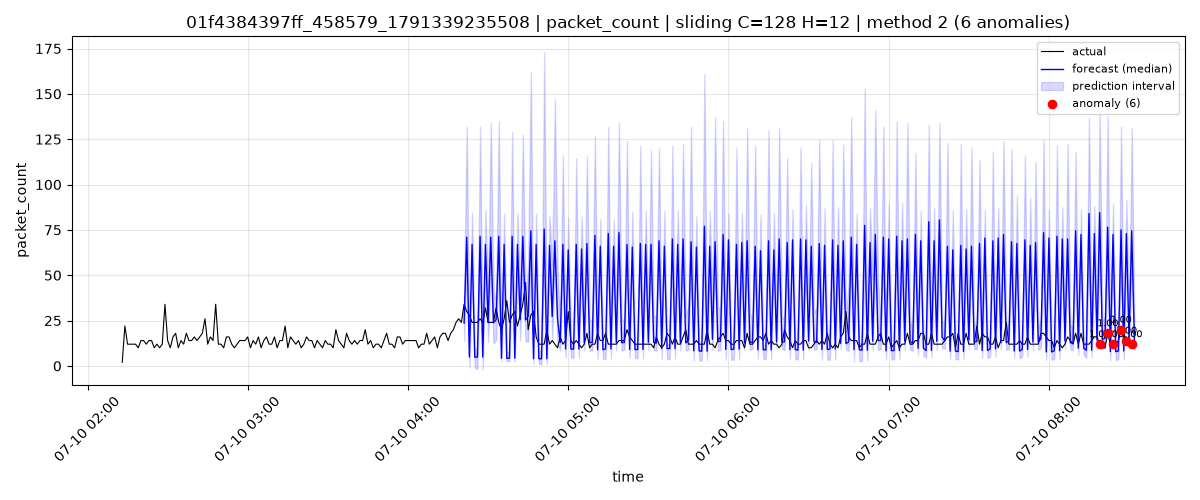 01f4384397ff_458579_1791339235508 | packet_count | sliding C=128 H=12 | method 2 (6 anomalies)
actual
forecast (median)
prediction interval
anomaly (6)
packet_count
175
150
125
100
75
50
25
0
07-10 02:00
07-10 03:00
07-10 04:00
07-10 05:00
07-10 06:00
07-10 07:00
07-10 08:00
time